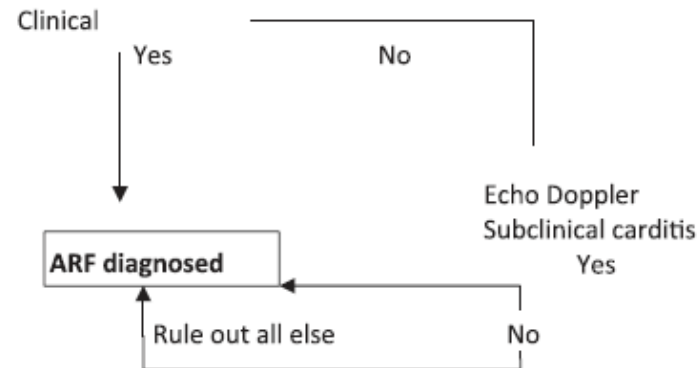 Clinical
Yes
No
Echo Doppler
Subclinical carditis
Yes
ARF diagnosed
Rule out all else
No